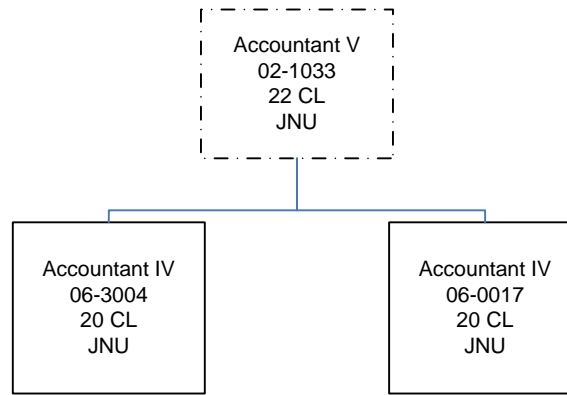 Accountant V
02-1033
22 CL
JNU
Accountant IV
06-3004
20 CL
JNU
Accountant IV
06-0017
20 CL
JNU